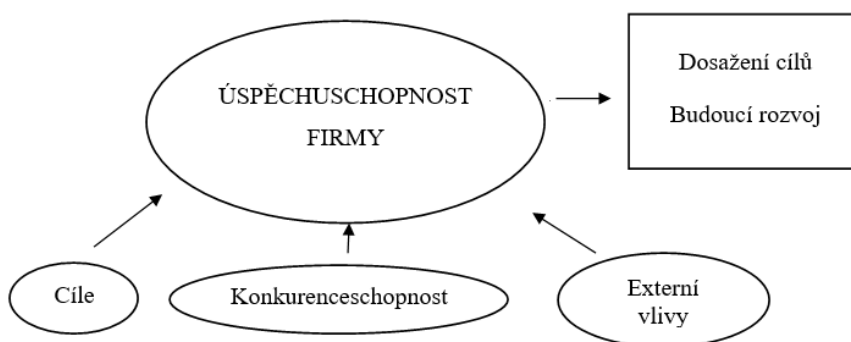 ÚSPĚCHUSCHOPNOST
FIRMY
Dosažení cílů
Budoucí rozvoj
Cíle
Konkurenceschopnost
Externí
vlivy